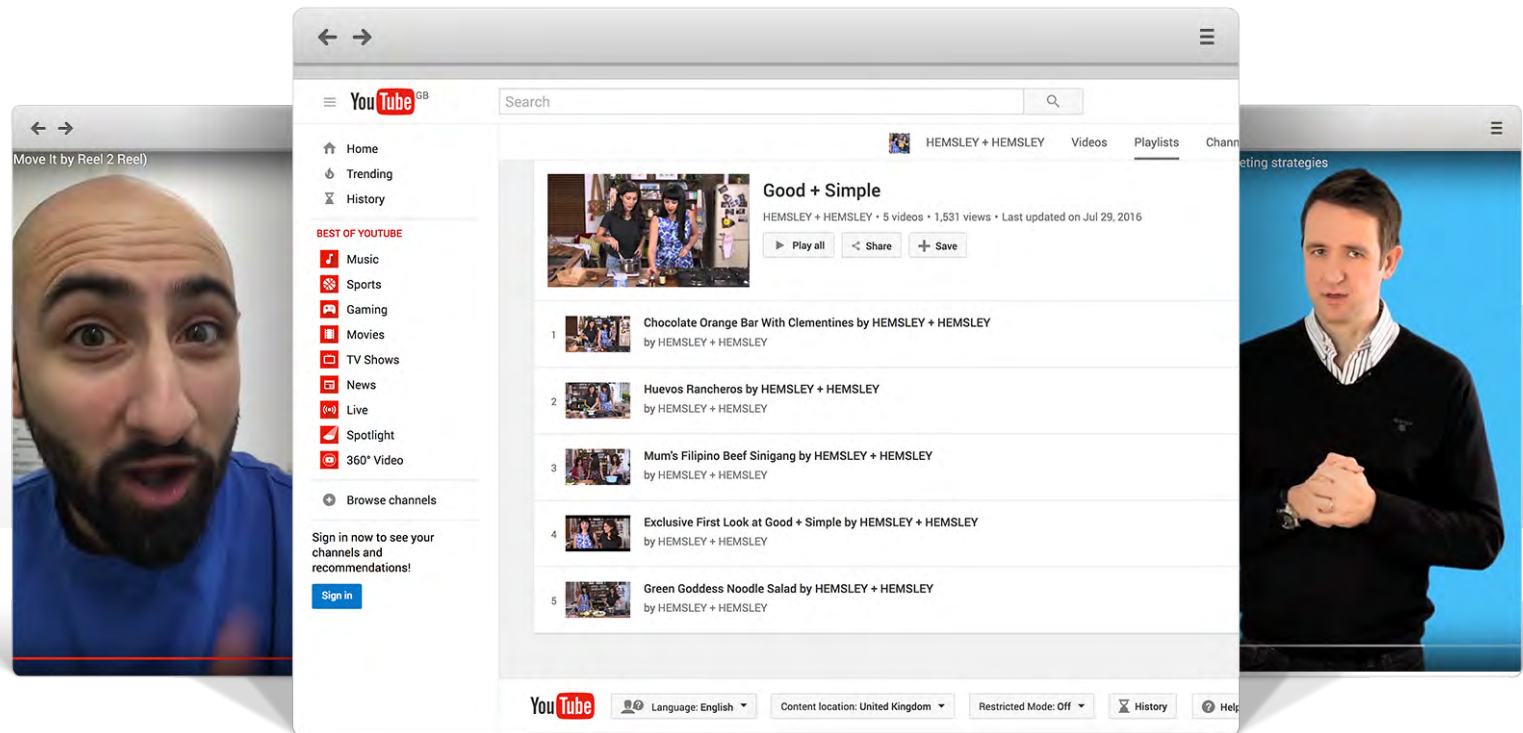 Move It by Reel 2 Reel)
YouTube GB
Search
Home
Trending
History
BEST OF YOUTUBE
Music
Sports
Gaming
Movies
TV Shows
News
Live
Spotlight
360° Video
Browse channels
Sign in now to see your
channels and
recommendations!
Sign in
HEMSLEY + HEMSLEY Videos Playlists Chann
Good + Simple
HEMSLEY + HEMSLEY • 5 videos • 1,531 views • Last updated on Jul 29, 2016
Play all Share Save
1 Chocolate Orange Bar With Clementines by HEMSLEY + HEMSLEY
by HEMSLEY + HEMSLEY
2 Huevos Rancheros by HEMSLEY + HEMSLEY
by HEMSLEY + HEMSLEY
3 Mum's Filipino Beef Sinigang by HEMSLEY + HEMSLEY
by HEMSLEY + HEMSLEY
4 Exclusive First Look at Good + Simple by HEMSLEY + HEMSLEY
by HEMSLEY + HEMSLEY
5 Green Goddess Noodle Salad by HEMSLEY + HEMSLEY
by HEMSLEY + HEMSLEY
YouTube Language: English Content location: United Kingdom Restricted Mode: Off History Help
eting strategies